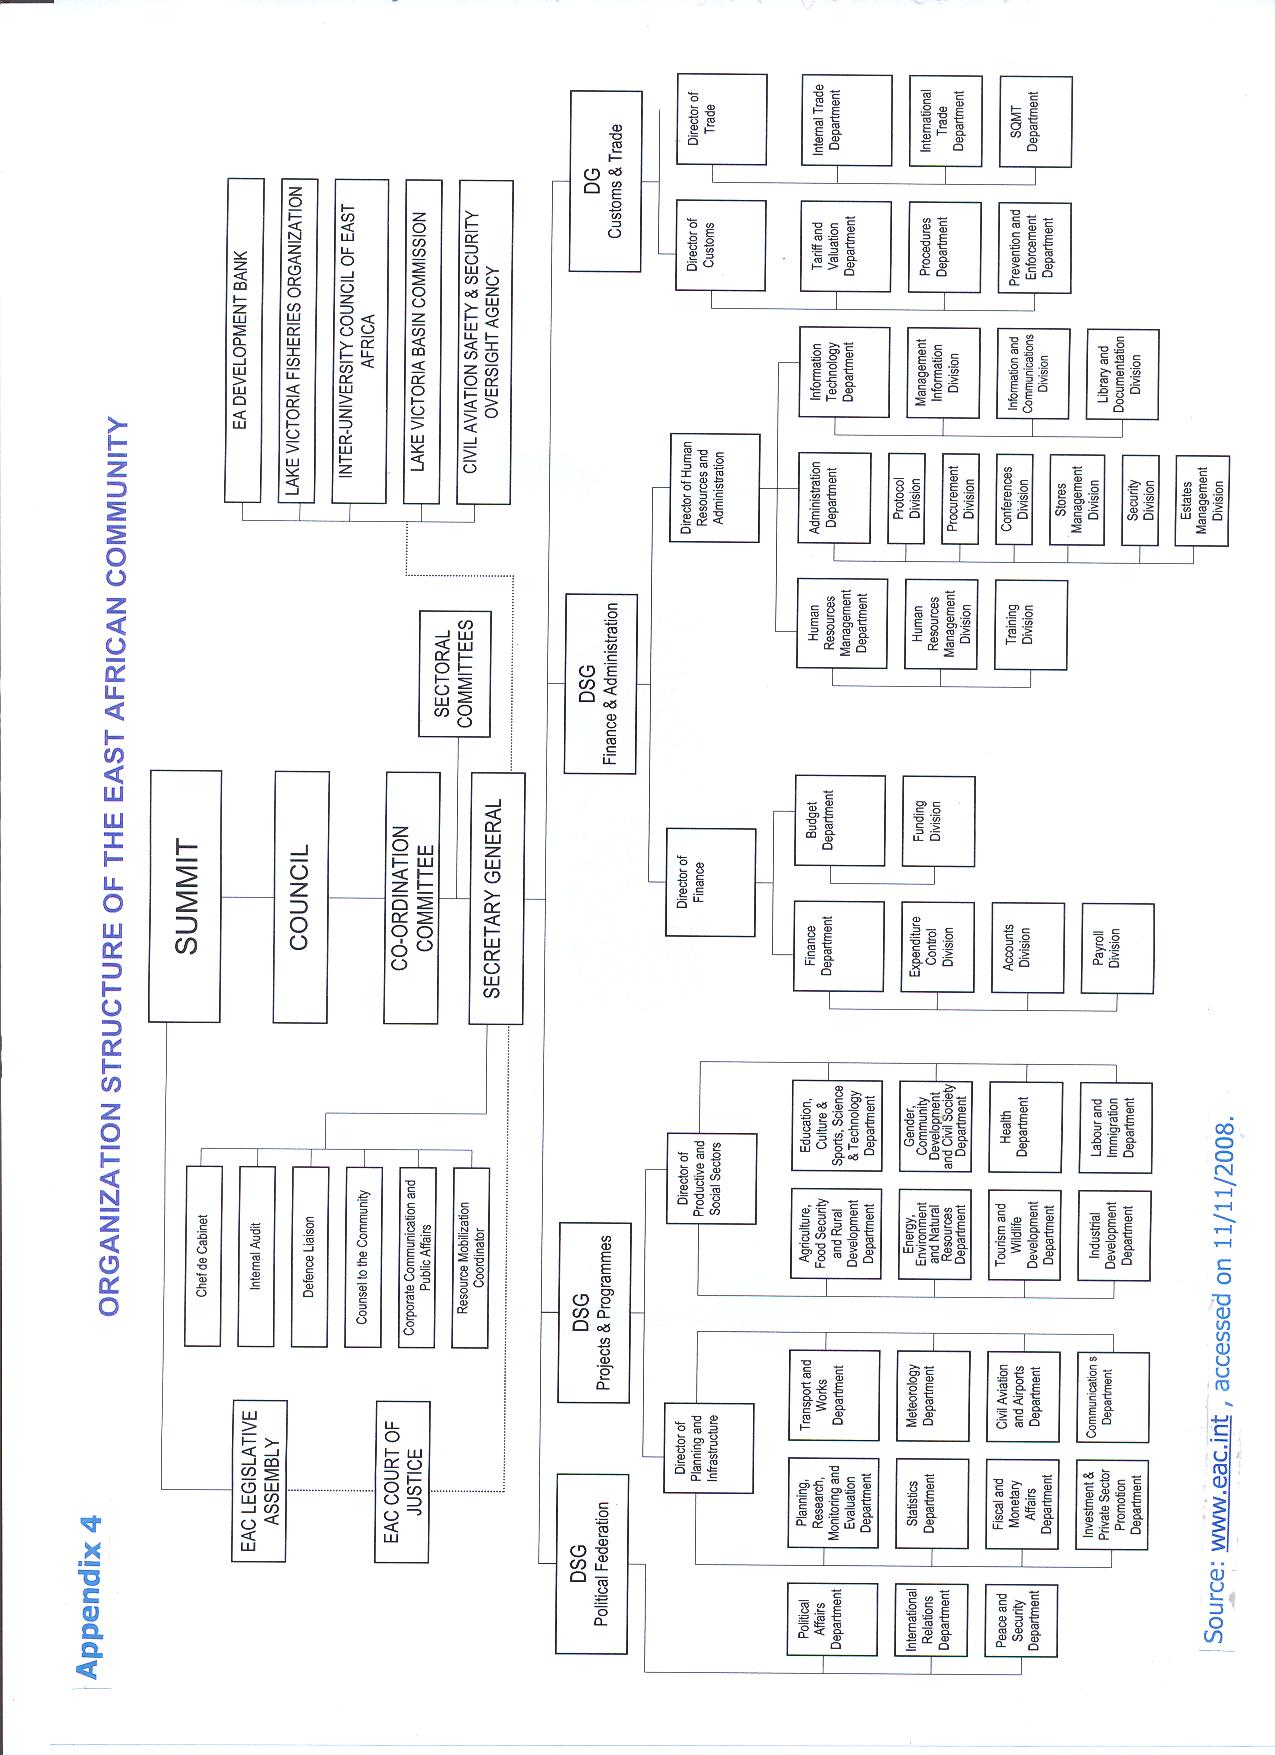 Appendix 4
ORGANIZATION STRUCTURE OF THE EAST AFRICAN COMMUNITY
SUMMIT
COUNCIL
CO-ORDINATION
COMMITTEE
SECTORAL
COMMITTEES
SECRETARY GENERAL
EAC LEGISLATIVE
ASSEMBLY
EAC COURT OF
JUSTICE
Chef de Cabinet
Internal Audit
Defence Liaison
Counsel to the Community
Corporate Communication and
Public Affairs
Resource Mobilization
Coordinator
EA DEVELOPMENT BANK
LAKE VICTORIA FISHERIES ORGANIZATION
INTER-UNIVERSITY COUNCIL OF EAST
AFRICA
LAKE VICTORIA BASIN COMMISSION
CIVIL AVIATION SAFETY & SECURITY
OVERSIGHT AGENCY
DSG
Political Federation
DSG
Projects & Programmes
DSG
Finance & Administration
DG
Customs & Trade
Political
Affairs
Department
International
Relations
Department
Peace and
Security
Department
Director of
Planning and
Infrastructure
Planning,
Research,
Monitoring and
Evaluation
Department
Statistics
Department
Fiscal and
Monetary
Affairs
Department
Investment &
Private Sector
Promotion
Department
Transport and
Works
Department
Meteorology
Department
Civil Aviation
and Airports
Department
Communications
Department
Director of
Productive and
Social Sectors
Agriculture,
Food Security
and Rural
Development
Department
Energy,
Environment
and Natural
Resources
Department
Tourism and
Wildlife
Development
Department
Industrial
Development
Department
Education,
Culture &
Sports, Science
& Technology
Department
Gender,
Community
Development
and Civil Society
Department
Health
Department
Labour and
Immigration
Department
Director of
Finance
Finance
Department
Expenditure
Control
Division
Accounts
Division
Payroll
Division
Budget
Department
Funding
Division
Director of Human
Resources and
Administration
Human
Resources
Management
Department
Human
Resources
Management
Division
Training
Division
Administration
Department
Protocol
Division
Procurement
Division
Conferences
Division
Stores
Management
Division
Security
Division
Estates
Management
Division
Information
Technology
Department
Management
Information
Division
Information and
Communications
Division
Library and
Documentation
Division
Director of
Customs
Tariff and
Valuation
Department
Procedures
Department
Prevention and
Enforcement
Department
Director of
Trade
Internal Trade
Department
International
Trade
Department
SQMT
Department
Source: www.eac.int , accessed on 11/11/2008.